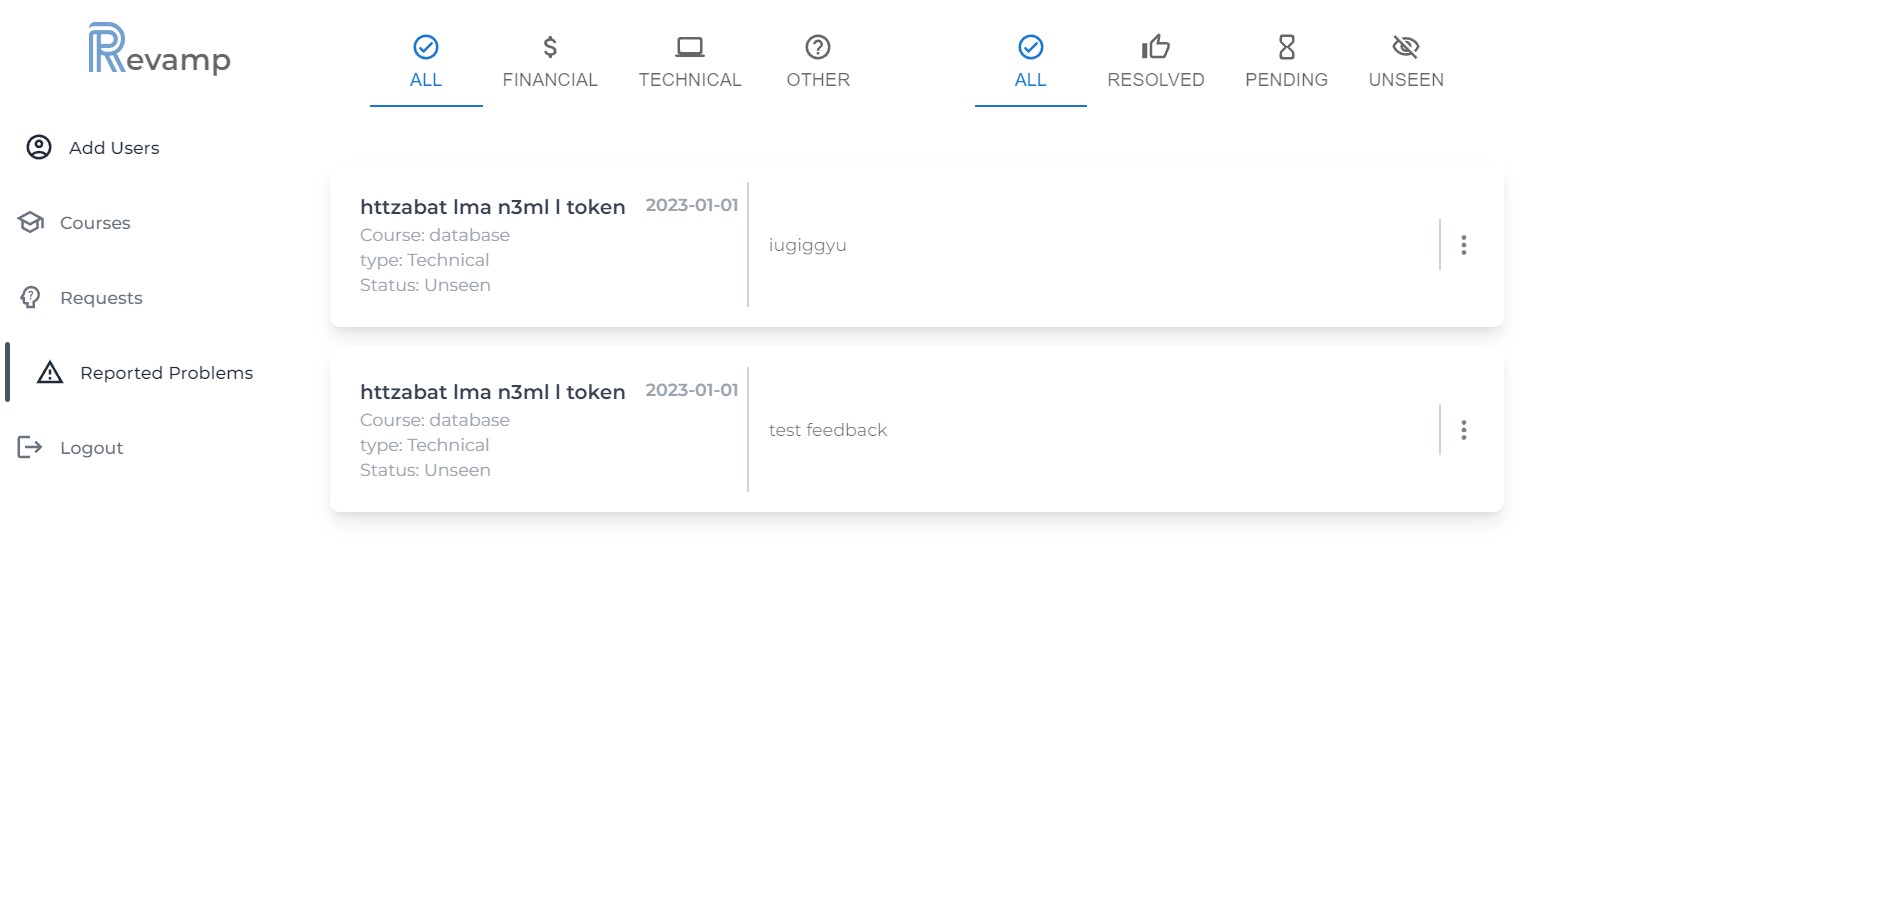 Revamp
ALL
FINANCIAL
TECHNICAL
OTHER
ALL
RESOLVED
PENDING
UNSEEN
Add Users
Courses
Requests
Reported Problems
Logout
httzabat lma n3ml l token 2023-01-01
Course: database
type: Technical
Status: Unseen
iugiggyu
httzabat lma n3ml l token 2023-01-01
Course: database
type: Technical
Status: Unseen
test feedback